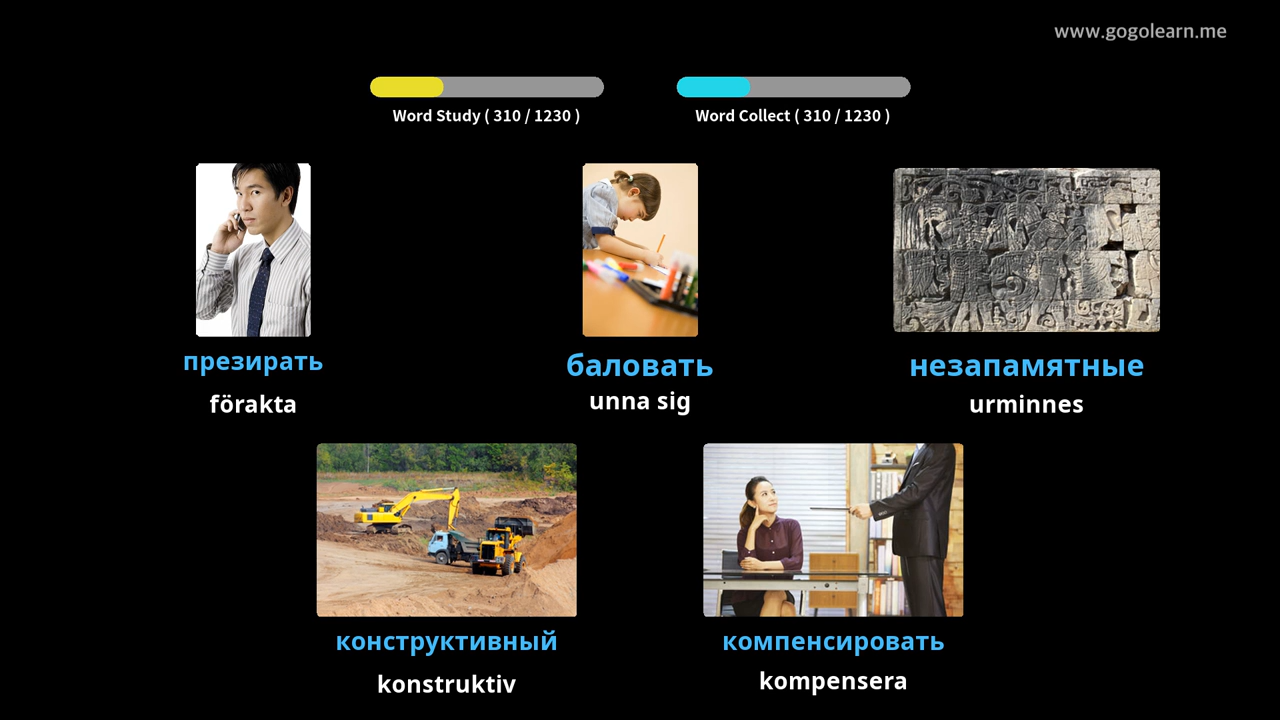 www.gogolearn.me
Word Study ( 310 / 1230 )
Word Collect ( 310 / 1230 )
презирать
förakta
баловать
unna sig
незапамятные
urminnes
конструктивный
konstruktiv
компенсировать
kompensera